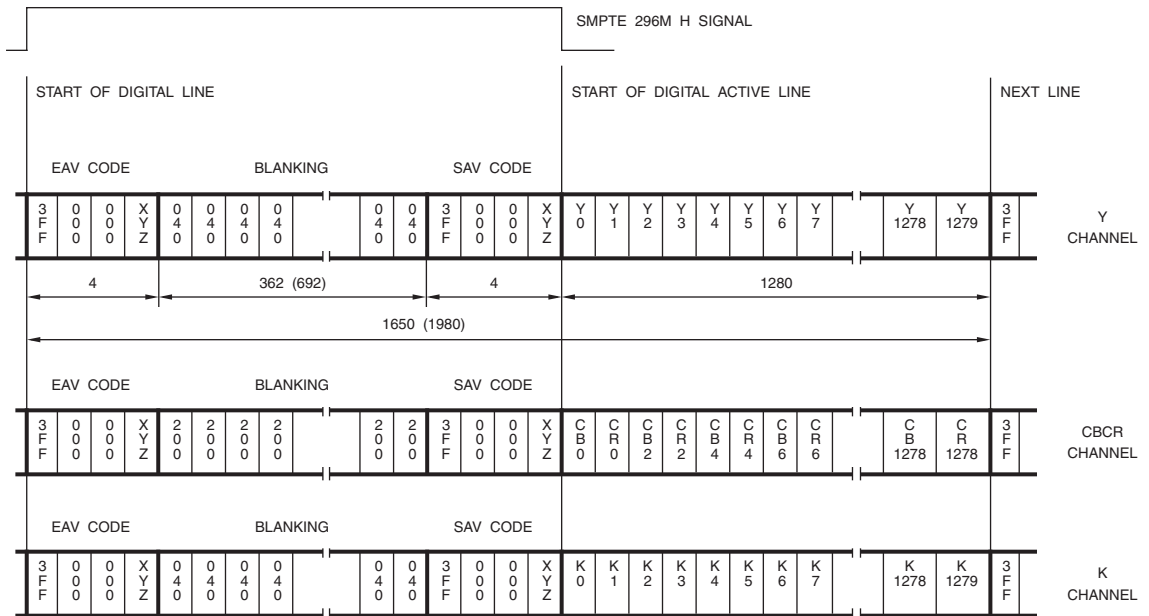 SMPTE 296M H SIGNAL
START OF DIGITAL LINE START OF DIGITAL ACTIVE LINE NEXT LINE
EAV CODE BLANKING SAV CODE
3FF 000 000 XYZ 040 040 040 040 040 040 3FF 000 000 XYZ Y0 Y1 Y2 Y3 Y4 Y5 Y6 Y7 Y1278 Y1279 3FF
Y CHANNEL
4 362 (692) 4 1280
1650 (1980)
EAV CODE BLANKING SAV CODE
3FF 000 000 XYZ 200 200 200 200 200 200 3FF 000 000 XYZ CB0 CR0 CB2 CR2 CB4 CR4 CB6 CR6 CB1278 CR1278 3FF
CBCR CHANNEL
EAV CODE BLANKING SAV CODE
3FF 000 000 XYZ 040 040 040 040 040 040 3FF 000 000 XYZ K0 K1 K2 K3 K4 K5 K6 K7 K1278 K1279 3FF
K CHANNEL